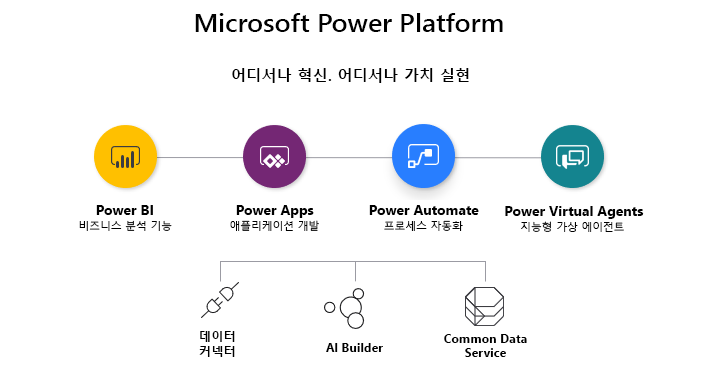 Microsoft Power Platform
어디서나 혁신. 어디서나 가치 실현
Power BI
비즈니스 분석 기능
Power Apps
애플리케이션 개발
Power Automate
프로세스 자동화
Power Virtual Agents
지능형 가상 에이전트
데이터
커넥터
AI Builder
Common Data
Service